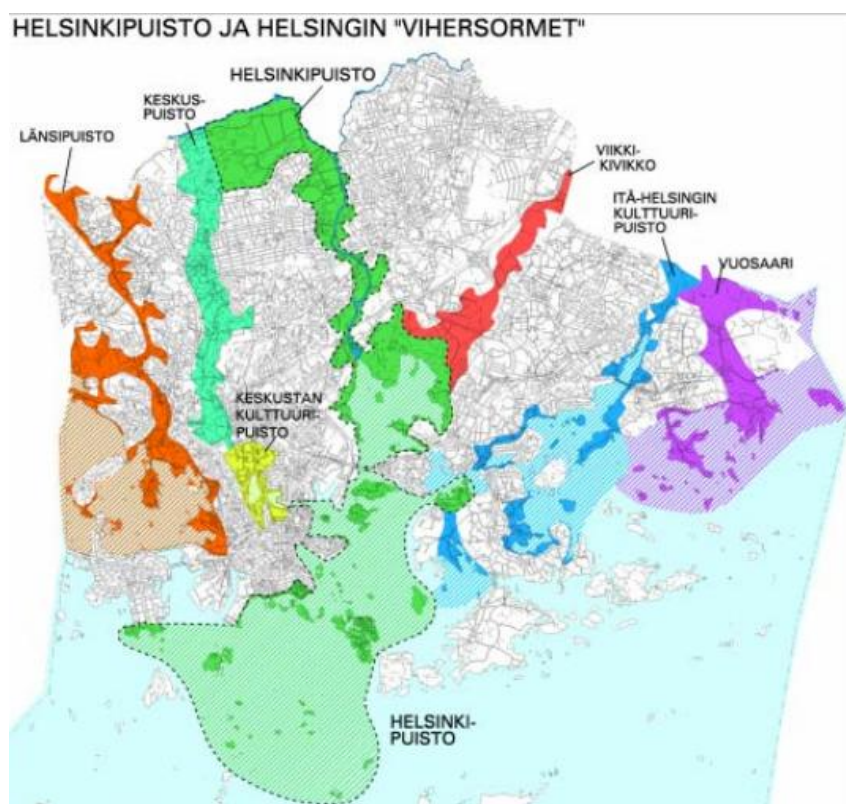 HELSINKIPUISTO JA HELSINGIN "VIHERSORMET"
HELSINKIPUISTO
KESKUS-
PUISTO
LÄNSIPUISTO
VIIKKI-
KIVIKKO
ITÄ-HELSINGIN
KULTTUURI-
PUISTO
VUOSAARI
KESKUSTAN
KULTTUURI-
PUISTO
HELSINKI-
PUISTO